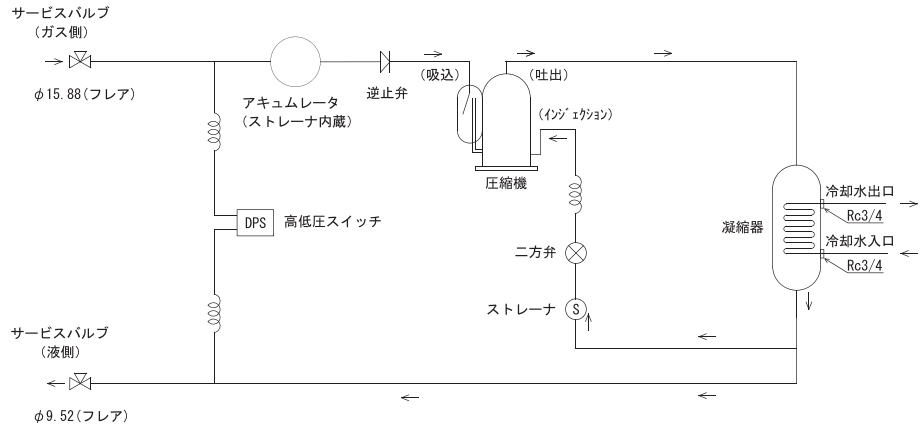 サービスバルブ
（ガス側）
φ15.88（フレア）
アキュムレータ
（ストレーナ内蔵）
逆止弁
（吸込）
（吐出）
（ｲﾝｼﾞｪｸｼｮﾝ）
圧縮機
冷却水出口
Rc3/4
凝縮器
冷却水入口
Rc3/4
DPS
高低圧スイッチ
二方弁
ストレーナ
S
サービスバルブ
（液側）
φ9.52（フレア）